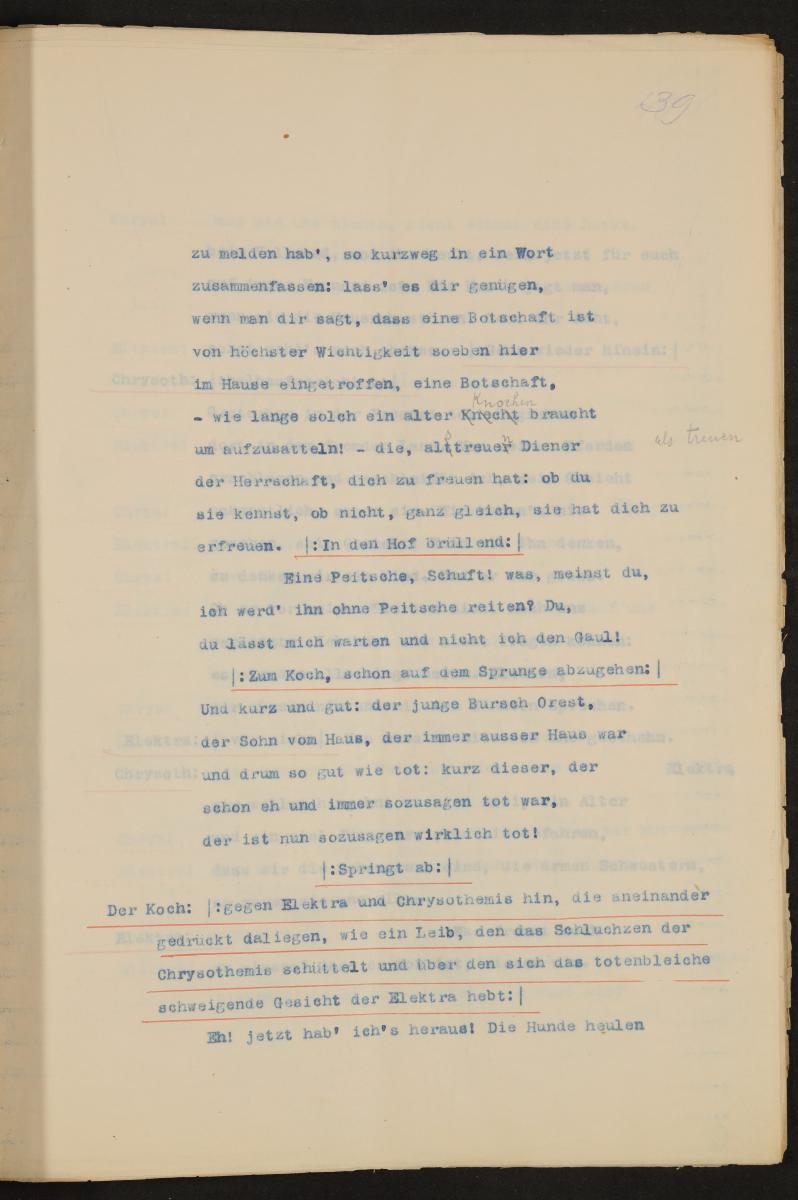 39
zu melden hab', so kurzweg in ein Wort
zusammenfassen: lass' es dir genügen,
wenn man dir sagt, dass eine Botschaft ist
von höchster Wichtigkeit soeben hier
im Hause eingetroffen, eine Botschaft,
Knochen
- wie lange solch ein alter Knecht braucht
um aufzusatteln! - die, alttreuer Diener
als treuen
der Herrschaft, dich zu freuen hat: ob du
sie kennst, ob nicht, ganz gleich, sie hat dich zu
erfreuen. |:In den Hof brüllend:|
Eine Peitsche, Schuft! was, meinst du,
ich werd' ihn ohne Peitsche reiten? Du,
du lässt mich warten und nicht ich den Gaul!
|:Zum Koch, schon auf dem Sprunge abzugehen:|
Und kurz und gut: der junge Bursch Orest,
der Sohn vom Haus, der immer ausser Haus war
und drum so gut wie tot: kurz dieser, der
schon eh und immer sozusagen tot war,
der ist nun sozusagen wirklich tot!
|:Springt ab:|
Der Koch: |:gegen Elektra und Chrysothemis hin, die aneinander
gedrückt daliegen, wie ein Leib, den das Schluchzen der
Chrysothemis schüttelt und über den sich das totenbleiche
schweigende Gesicht der Elektra hebt:|
Eh! jetzt hab' ich's heraus! Die Hunde heulen